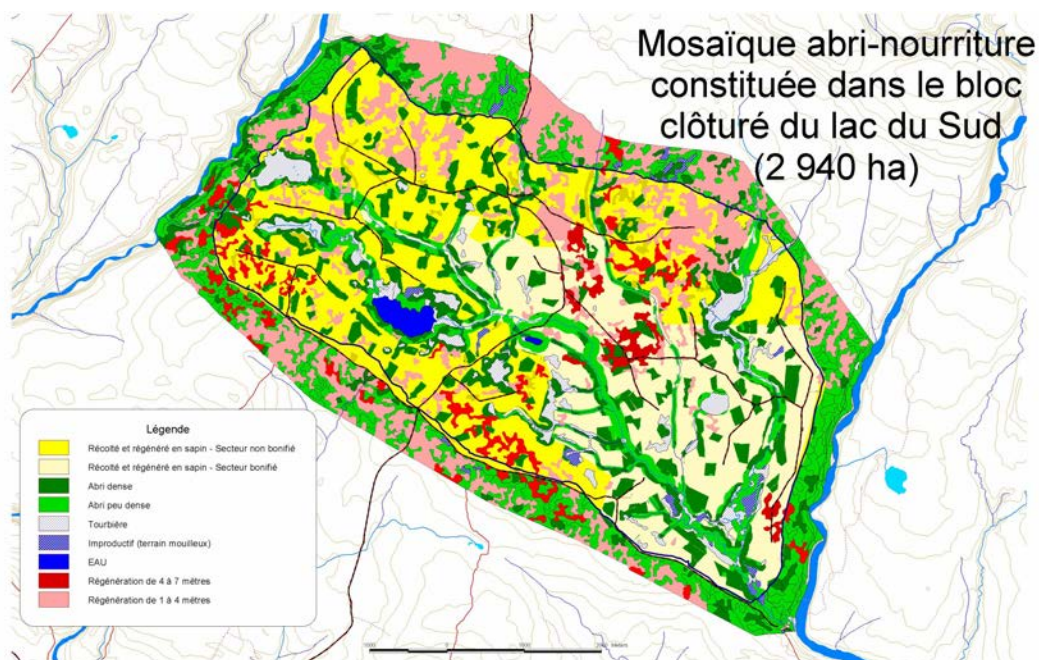 Mosaïque abri-nourriture
constituée dans le bloc
clôturé du lac du Sud
(2 940 ha)
Légende
Récolté et régénéré en sapin - Secteur non bonifié
Récolté et régénéré en sapin - Secteur bonifié
Abri dense
Abri peu dense
Tourbière
Improductif (terrain mouilleux)
EAU
Régénération de 4 à 7 mètres
Régénération de 1 à 4 mètres